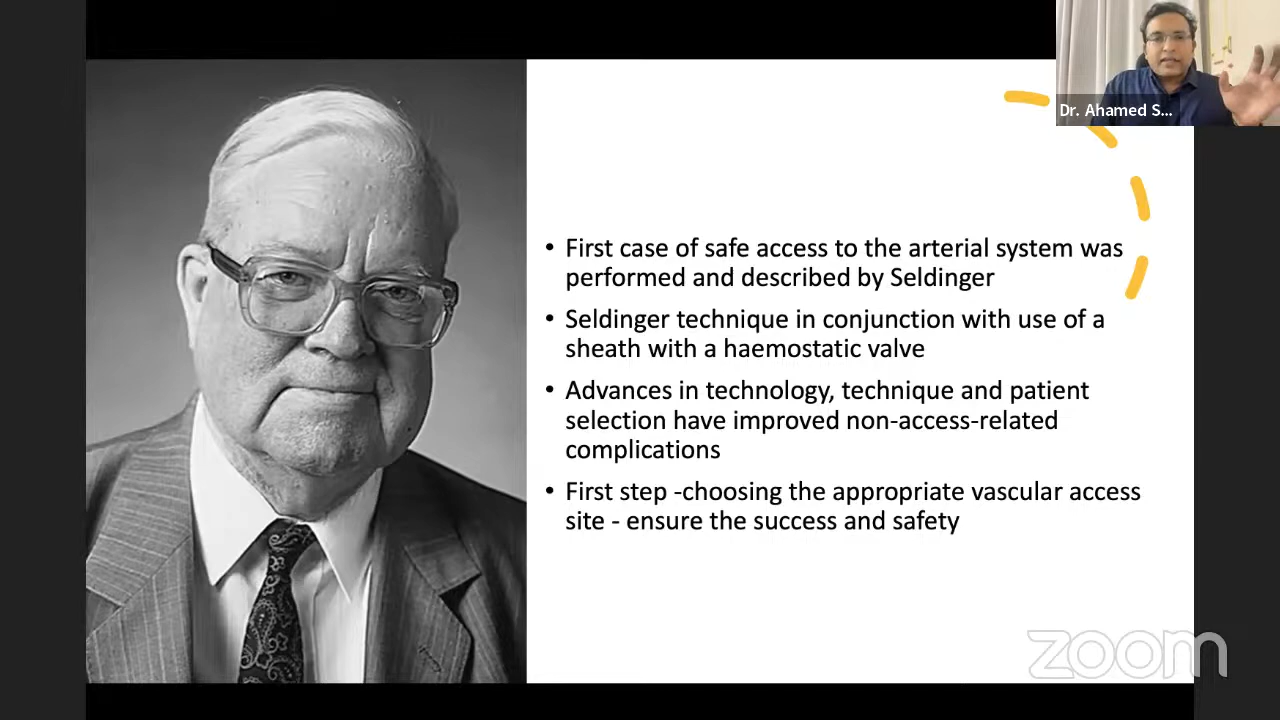 Dr. Ahamed S...
• First case of safe access to the arterial system was
performed and described by Seldinger
• Seldinger technique in conjunction with use of a
sheath with a haemostatic valve
• Advances in technology, technique and patient
selection have improved non-access-related
complications
• First step -choosing the appropriate vascular access
site - ensure the success and safety
zoom